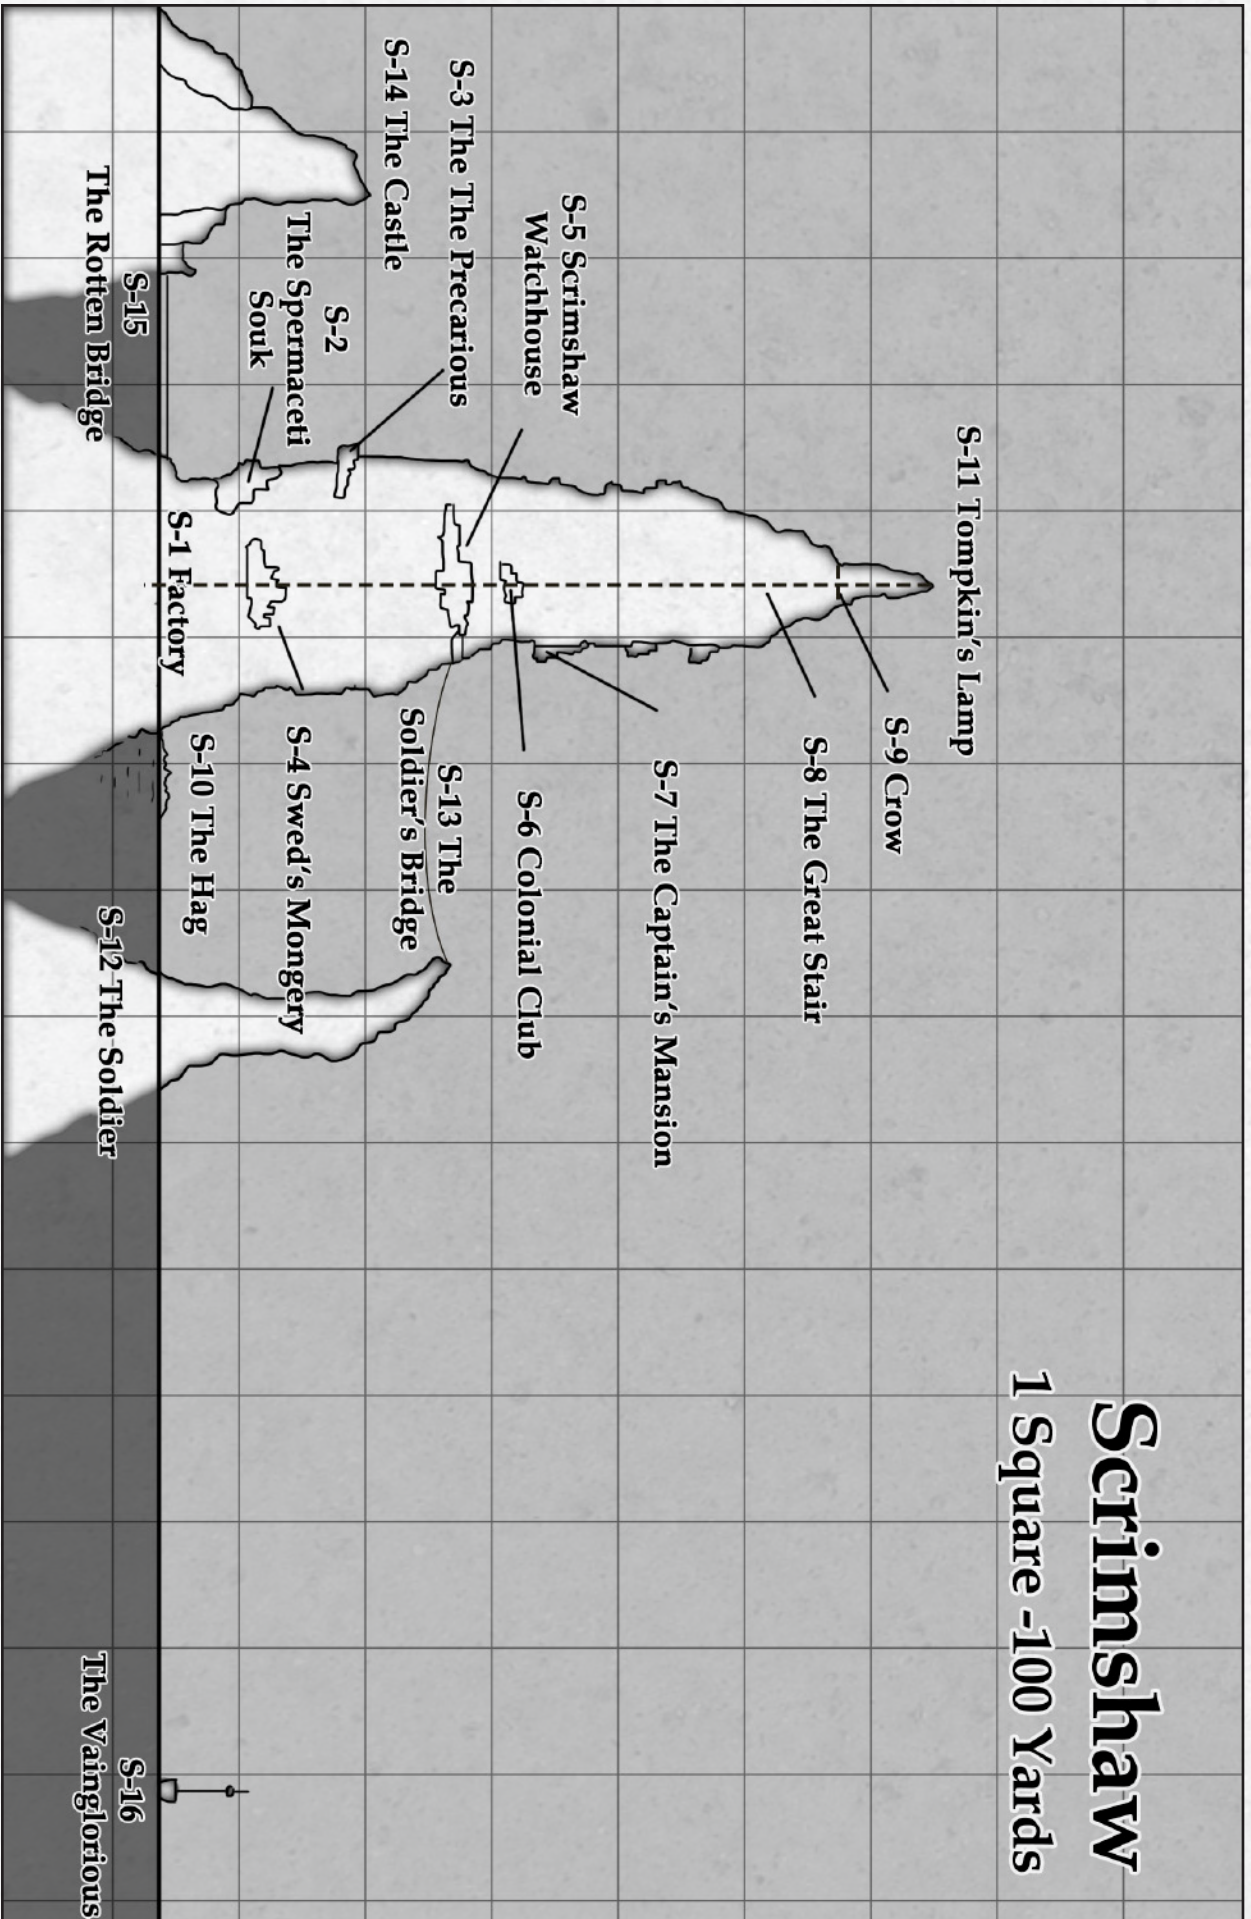 Scrimshaw
1 Square -100 Yards
S-11 Tompkin's Lamp
S-9 Crow
S-8 The Great Stair
S-7 The Captain's Mansion
S-5 Scrimshaw
Watchhouse
S-6 Colonial Club
S-3 The The Precarious
S-13 The
Soldier's Bridge
S-14 The Castle
S-2
The Spermaceti
Souk
S-4 Swed's Mongery
S-10 The Hag
S-1 Factory
S-15
The Rotten Bridge
S-12 The Soldier
S-16
The Vainglorious